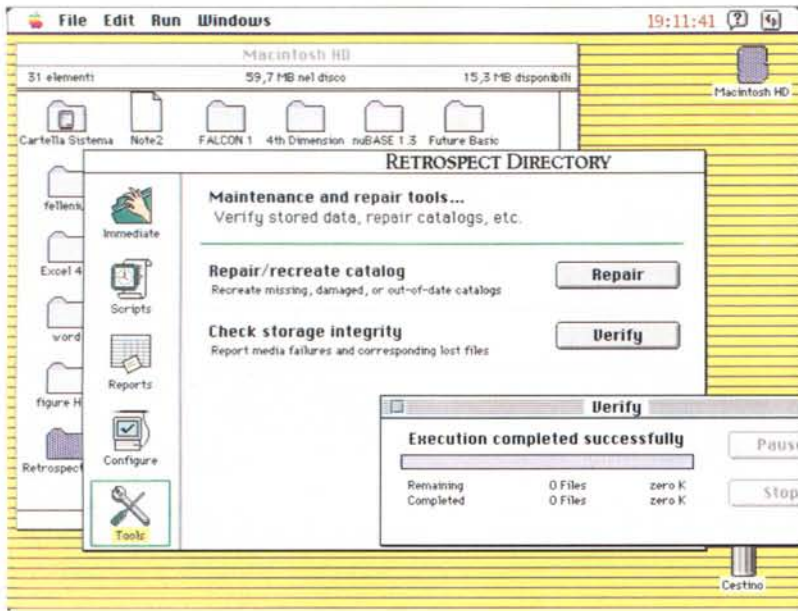 File Edit Run Windows 19:11:41
Macintosh HD
31 elementi 59,7 MB nel disco 15,3 MB disponibili
Macintosh HD
Cartella Sistema Note2 FALCON 1 4th Dimension nuBASE 1.3 Future Basic
RETROSPECT DIRECTORY
Maintenance and repair tools...
Verify stored data, repair catalogs, etc.
felleniu
Immediate
Repair/recreate catalog Repair
Recreate missing, damaged, or out-of-date catalogs
Excel 4
Scripts
Check storage integrity Verify
Report media failures and corresponding lost files
word
Reports
figure H
Verify
Execution completed successfully Pause
Configure
Retrospect
Remaining 0 Files zero K
Completed 0 Files zero K
Stop
Tools
Cestino